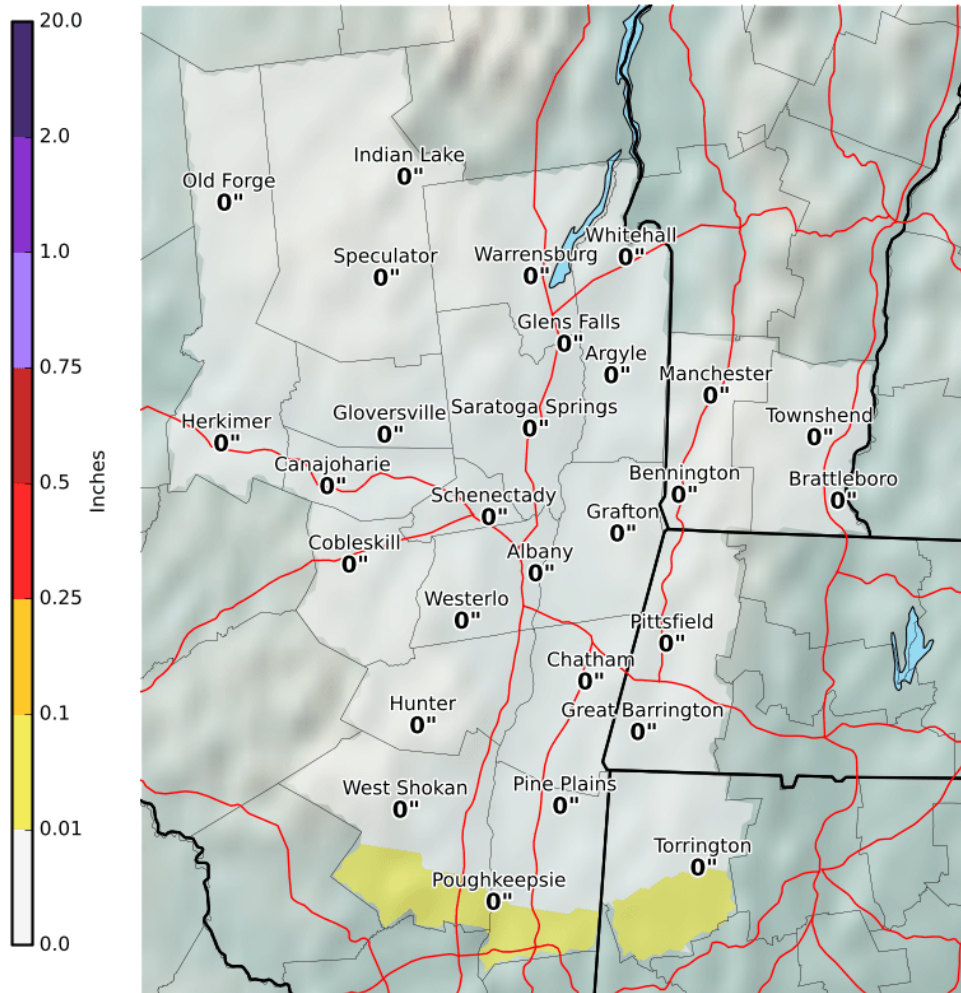 20.0
2.0
1.0
0.75
0.5
0.25
0.1
0.01
0.0
Inches
Indian Lake
0"
Old Forge
0"
Whitehall
0"
Speculator
0"
Warrensburg
0"
Glens Falls
0"
Argyle
0"
Manchester
0"
Saratoga Springs
0"
Gloversville
0"
Townshend
0"
Herkimer
0"
Canajoharie
0"
Bennington
0"
Brattleboro
0"
Schenectady
0"
Grafton
0"
Cobleskill
0"
Albany
0"
Westerlo
0"
Pittsfield
0"
Chatham
0"
Hunter
0"
Great Barrington
0"
West Shokan
0"
Pine Plains
0"
Torrington
0"
Poughkeepsie
0"